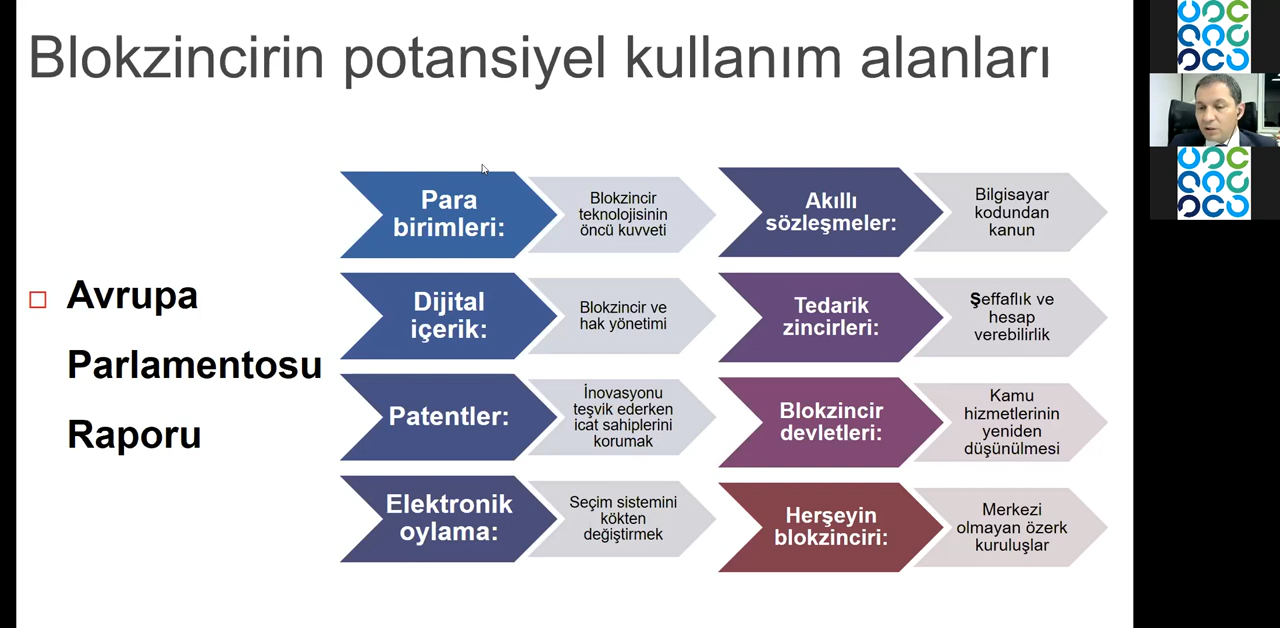 Blokzincirin potansiyel kullanım alanları
Avrupa
Parlamentosu
Raporu
Para
birimleri:
Blokzincir
teknolojisinin
öncü kuvveti
Dijital
içerik:
Blokzincir ve
hak yönetimi
Patentler:
İnovasyonu
teşvik ederken
icat sahiplerini
korumak
Elektronik
oylama:
Seçim sistemini
kökten
değiştirmek
Akıllı
sözleşmeler:
Bilgisayar
kodundan
kanun
Tedarik
zincirleri:
Şeffaflık ve
hesap
verebilirlik
Blokzincir
devletleri:
Kamu
hizmetlerinin
yeniden
düşünülmesi
Herşeyin
blokzinciri:
Merkezi
olmayan özerk
kuruluşlar